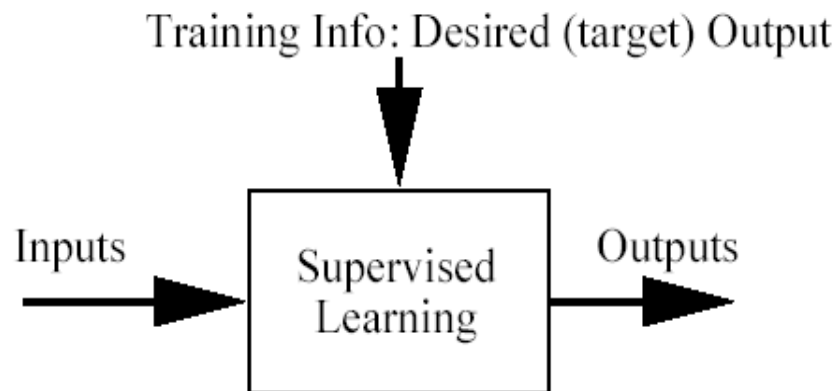 Training Info: Desired (target) Output
Inputs
Supervised
Learning
Outputs